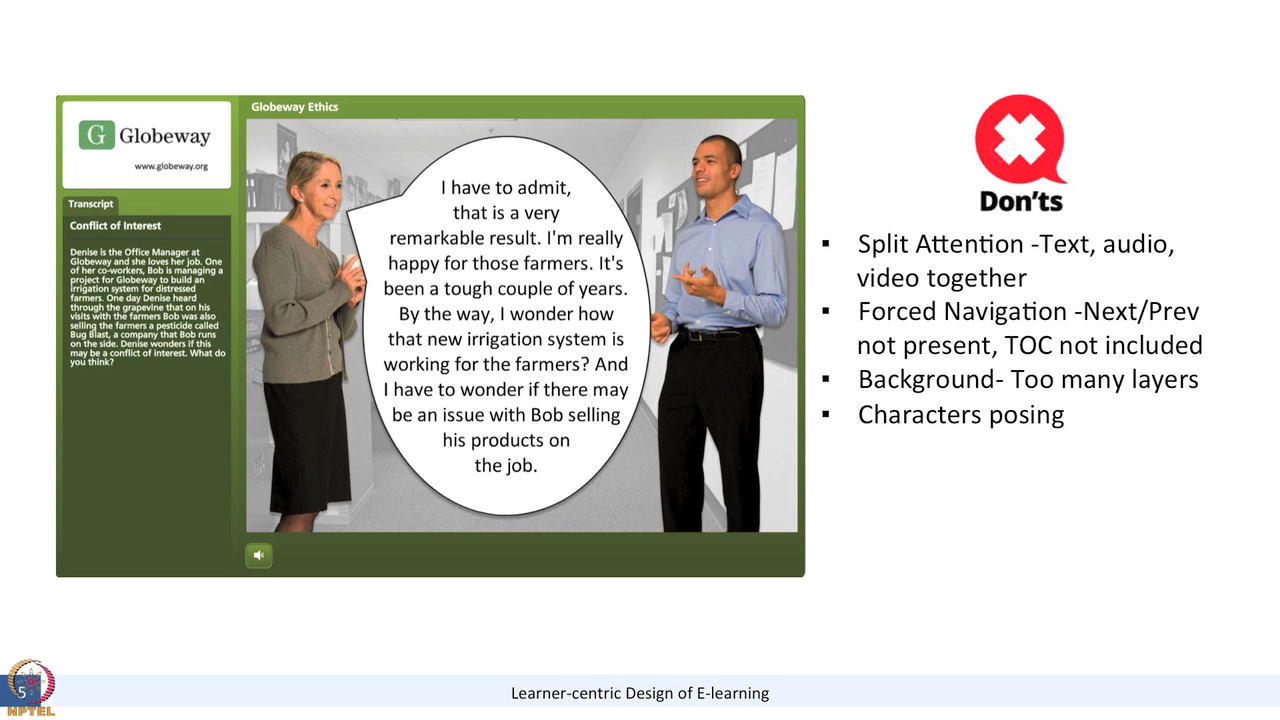 G Globeway
www.globeway.org
Transcript
Conflict of Interest
Denise is the Office Manager at
Globeway and she loves her job. One
of her co-workers, Bob is managing a
project for Globeway to build an
irrigation system for distressed
farmers. One day Denise heard
through the grapevine that on his
visits with the farmers Bob was also
selling the farmers a pesticide called
Bug Blast, a company that Bob runs
on the side. Denise wonders if this
may be a conflict of interest. What do
you think?
Globeway Ethics
I have to admit,
that is a very
remarkable result. I'm really
happy for those farmers. It's
been a tough couple of years.
By the way, I wonder how
that new irrigation system is
working for the farmers? And
I have to wonder if there may
be an issue with Bob selling
his products on
the job.
Don'ts
▪ Split Attention -Text, audio,
video together
▪ Forced Navigation -Next/Prev
not present, TOC not included
▪ Background- Too many layers
▪ Characters posing
5
NPTEL
Learner-centric Design of E-learning